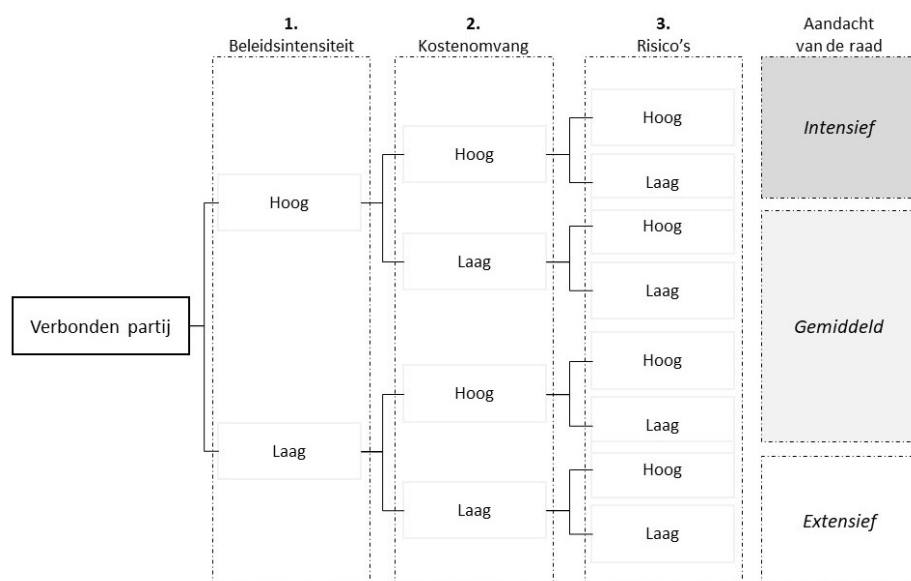 1.
Beleidsintensiteit
2.
Kostenomvang
3.
Risico's
Aandacht
van de raad
Verbonden partij
Hoog
Laag
Hoog
Laag
Hoog
Laag
Hoog
Laag
Hoog
Laag
Hoog
Laag
Hoog
Laag
Intensief
Gemiddeld
Extensief